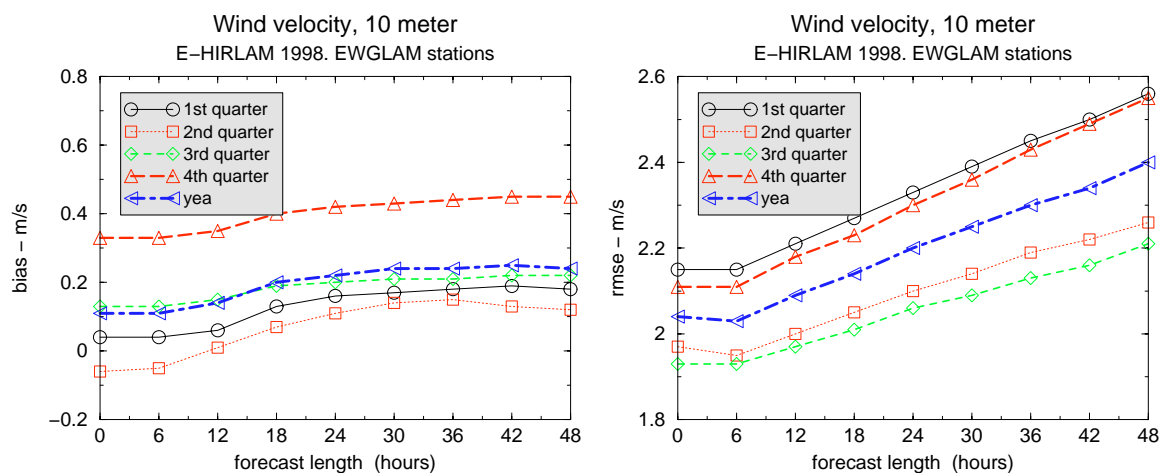 Wind velocity, 10 meter
E−HIRLAM 1998. EWGLAM stations
0.8
0.6
0.4
0.2
0
−0.2
bias − m/s
1st quarter
2nd quarter
3rd quarter
4th quarter
yea
0 6 12 18 24 30 36 42 48
forecast length (hours)
Wind velocity, 10 meter
E−HIRLAM 1998. EWGLAM stations
2.6
2.4
2.2
2
1.8
rmse − m/s
1st quarter
2nd quarter
3rd quarter
4th quarter
yea
0 6 12 18 24 30 36 42 48
forecast length (hours)